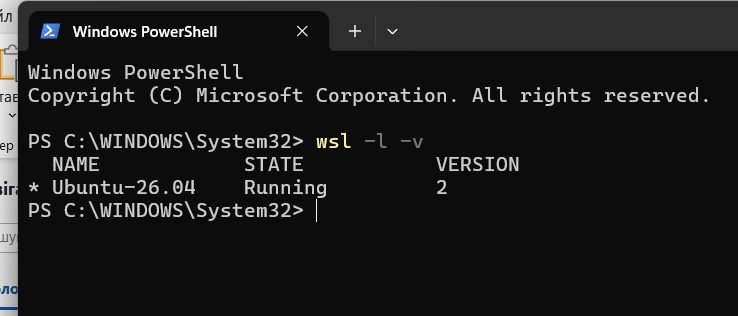 Windows PowerShell
Windows PowerShell
Copyright (C) Microsoft Corporation. All rights reserved.
PS C:\WINDOWS\System32> wsl -l -v
NAME STATE VERSION
* Ubuntu-26.04 Running 2
PS C:\WINDOWS\System32>